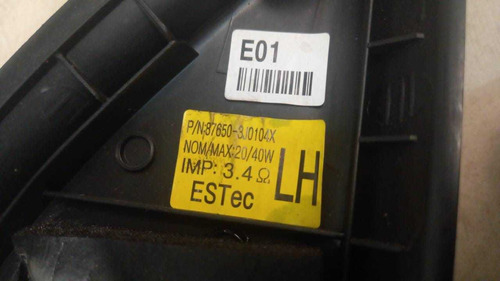 E01
P/N:87650-3J0104X
NOM/MAX:20/40W
IMP: 3.4Ω
LH
ESTec